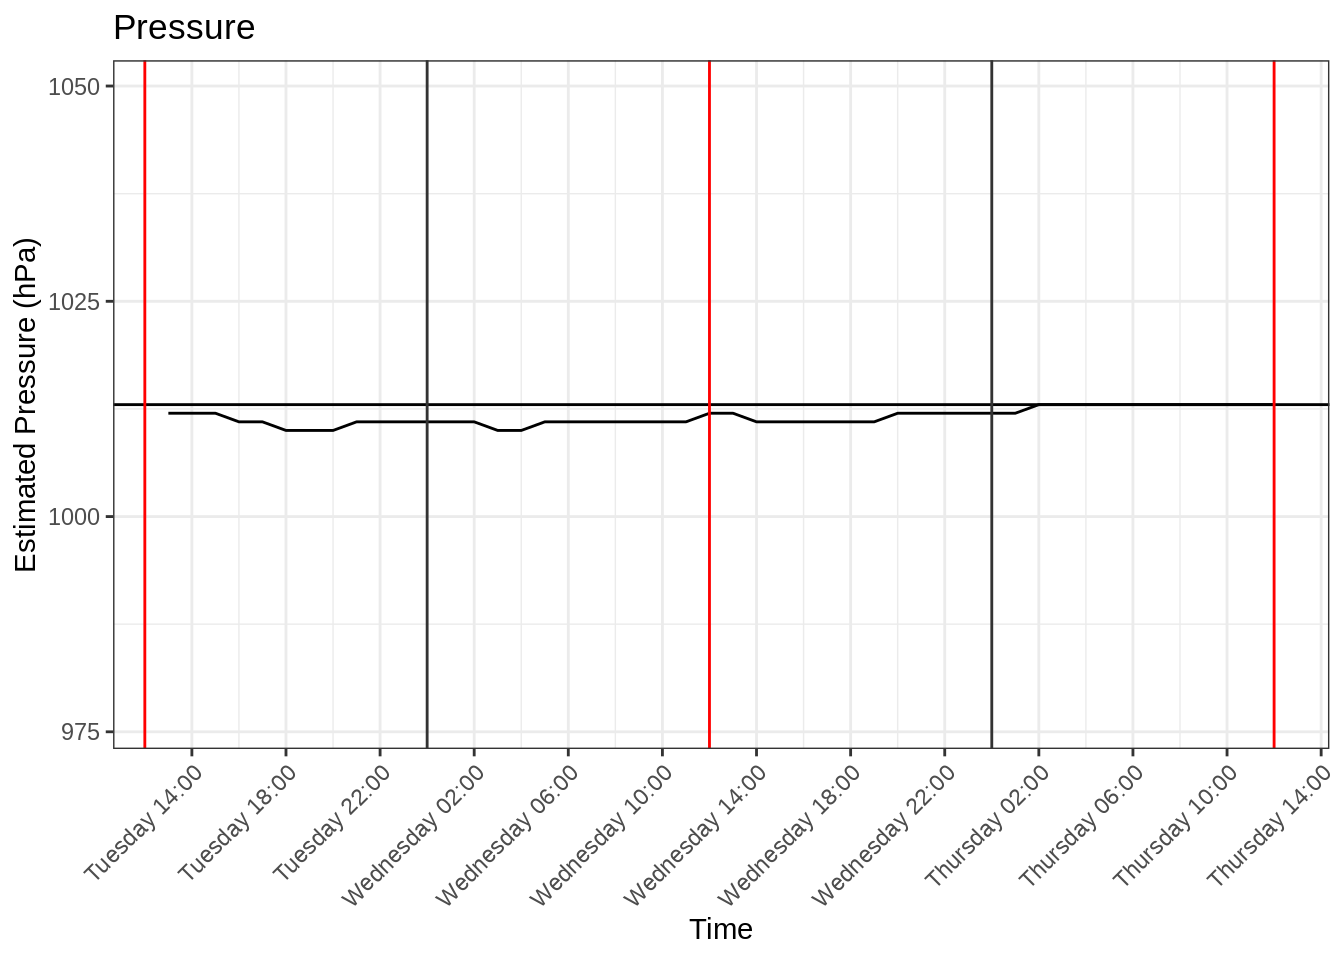 Pressure
Estimated Pressure (hPa)
1050
1025
1000
975
Tuesday 14:00
Tuesday 18:00
Tuesday 22:00
Wednesday 02:00
Wednesday 06:00
Wednesday 10:00
Wednesday 14:00
Wednesday 18:00
Wednesday 22:00
Thursday 02:00
Thursday 06:00
Thursday 10:00
Thursday 14:00
Time